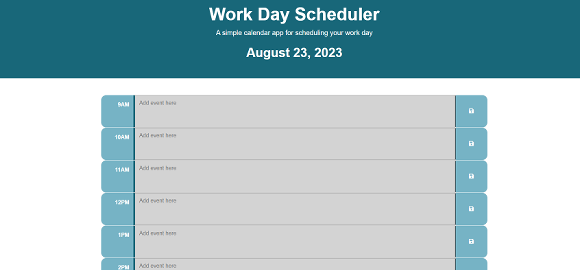 Work Day Scheduler
A simple calendar app for scheduling your work day
August 23, 2023
9AM Add event here
10AM Add event here
11AM Add event here
12PM Add event here
1PM Add event here
2PM Add event here